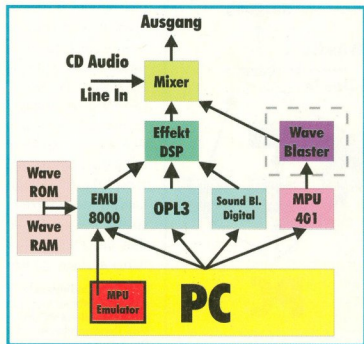 Ausgang
CD Audio
Line In
Mixer
Effekt
DSP
Wave
Blaster
Wave
ROM
Wave
RAM
EMU
8000
OPL3
Sound Bl.
Digital
MPU
401
MPU
Emulator
PC